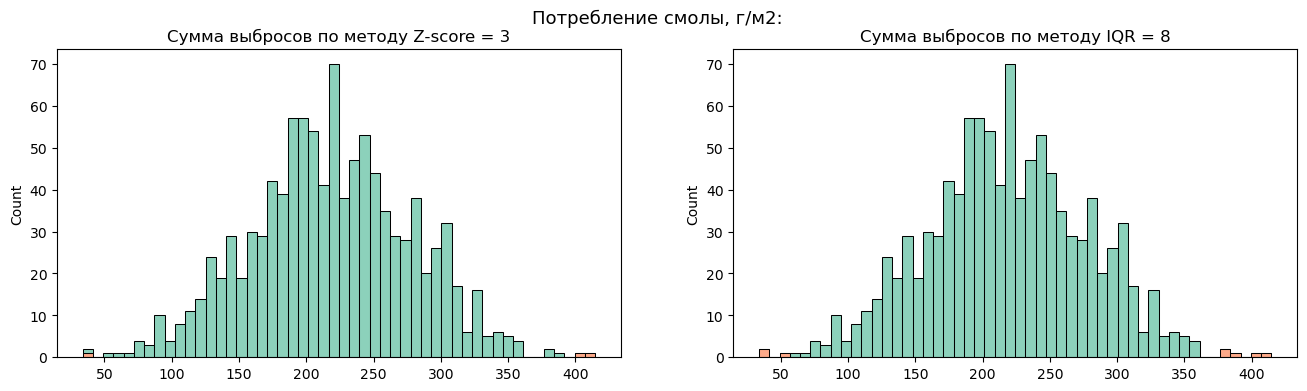 Потребление смолы, г/м2:
Сумма выбросов по методу Z-score = 3
Сумма выбросов по методу IQR = 8
Count
70
60
50
40
30
20
10
0
50 100 150 200 250 300 350 400
Count
70
60
50
40
30
20
10
0
50 100 150 200 250 300 350 400